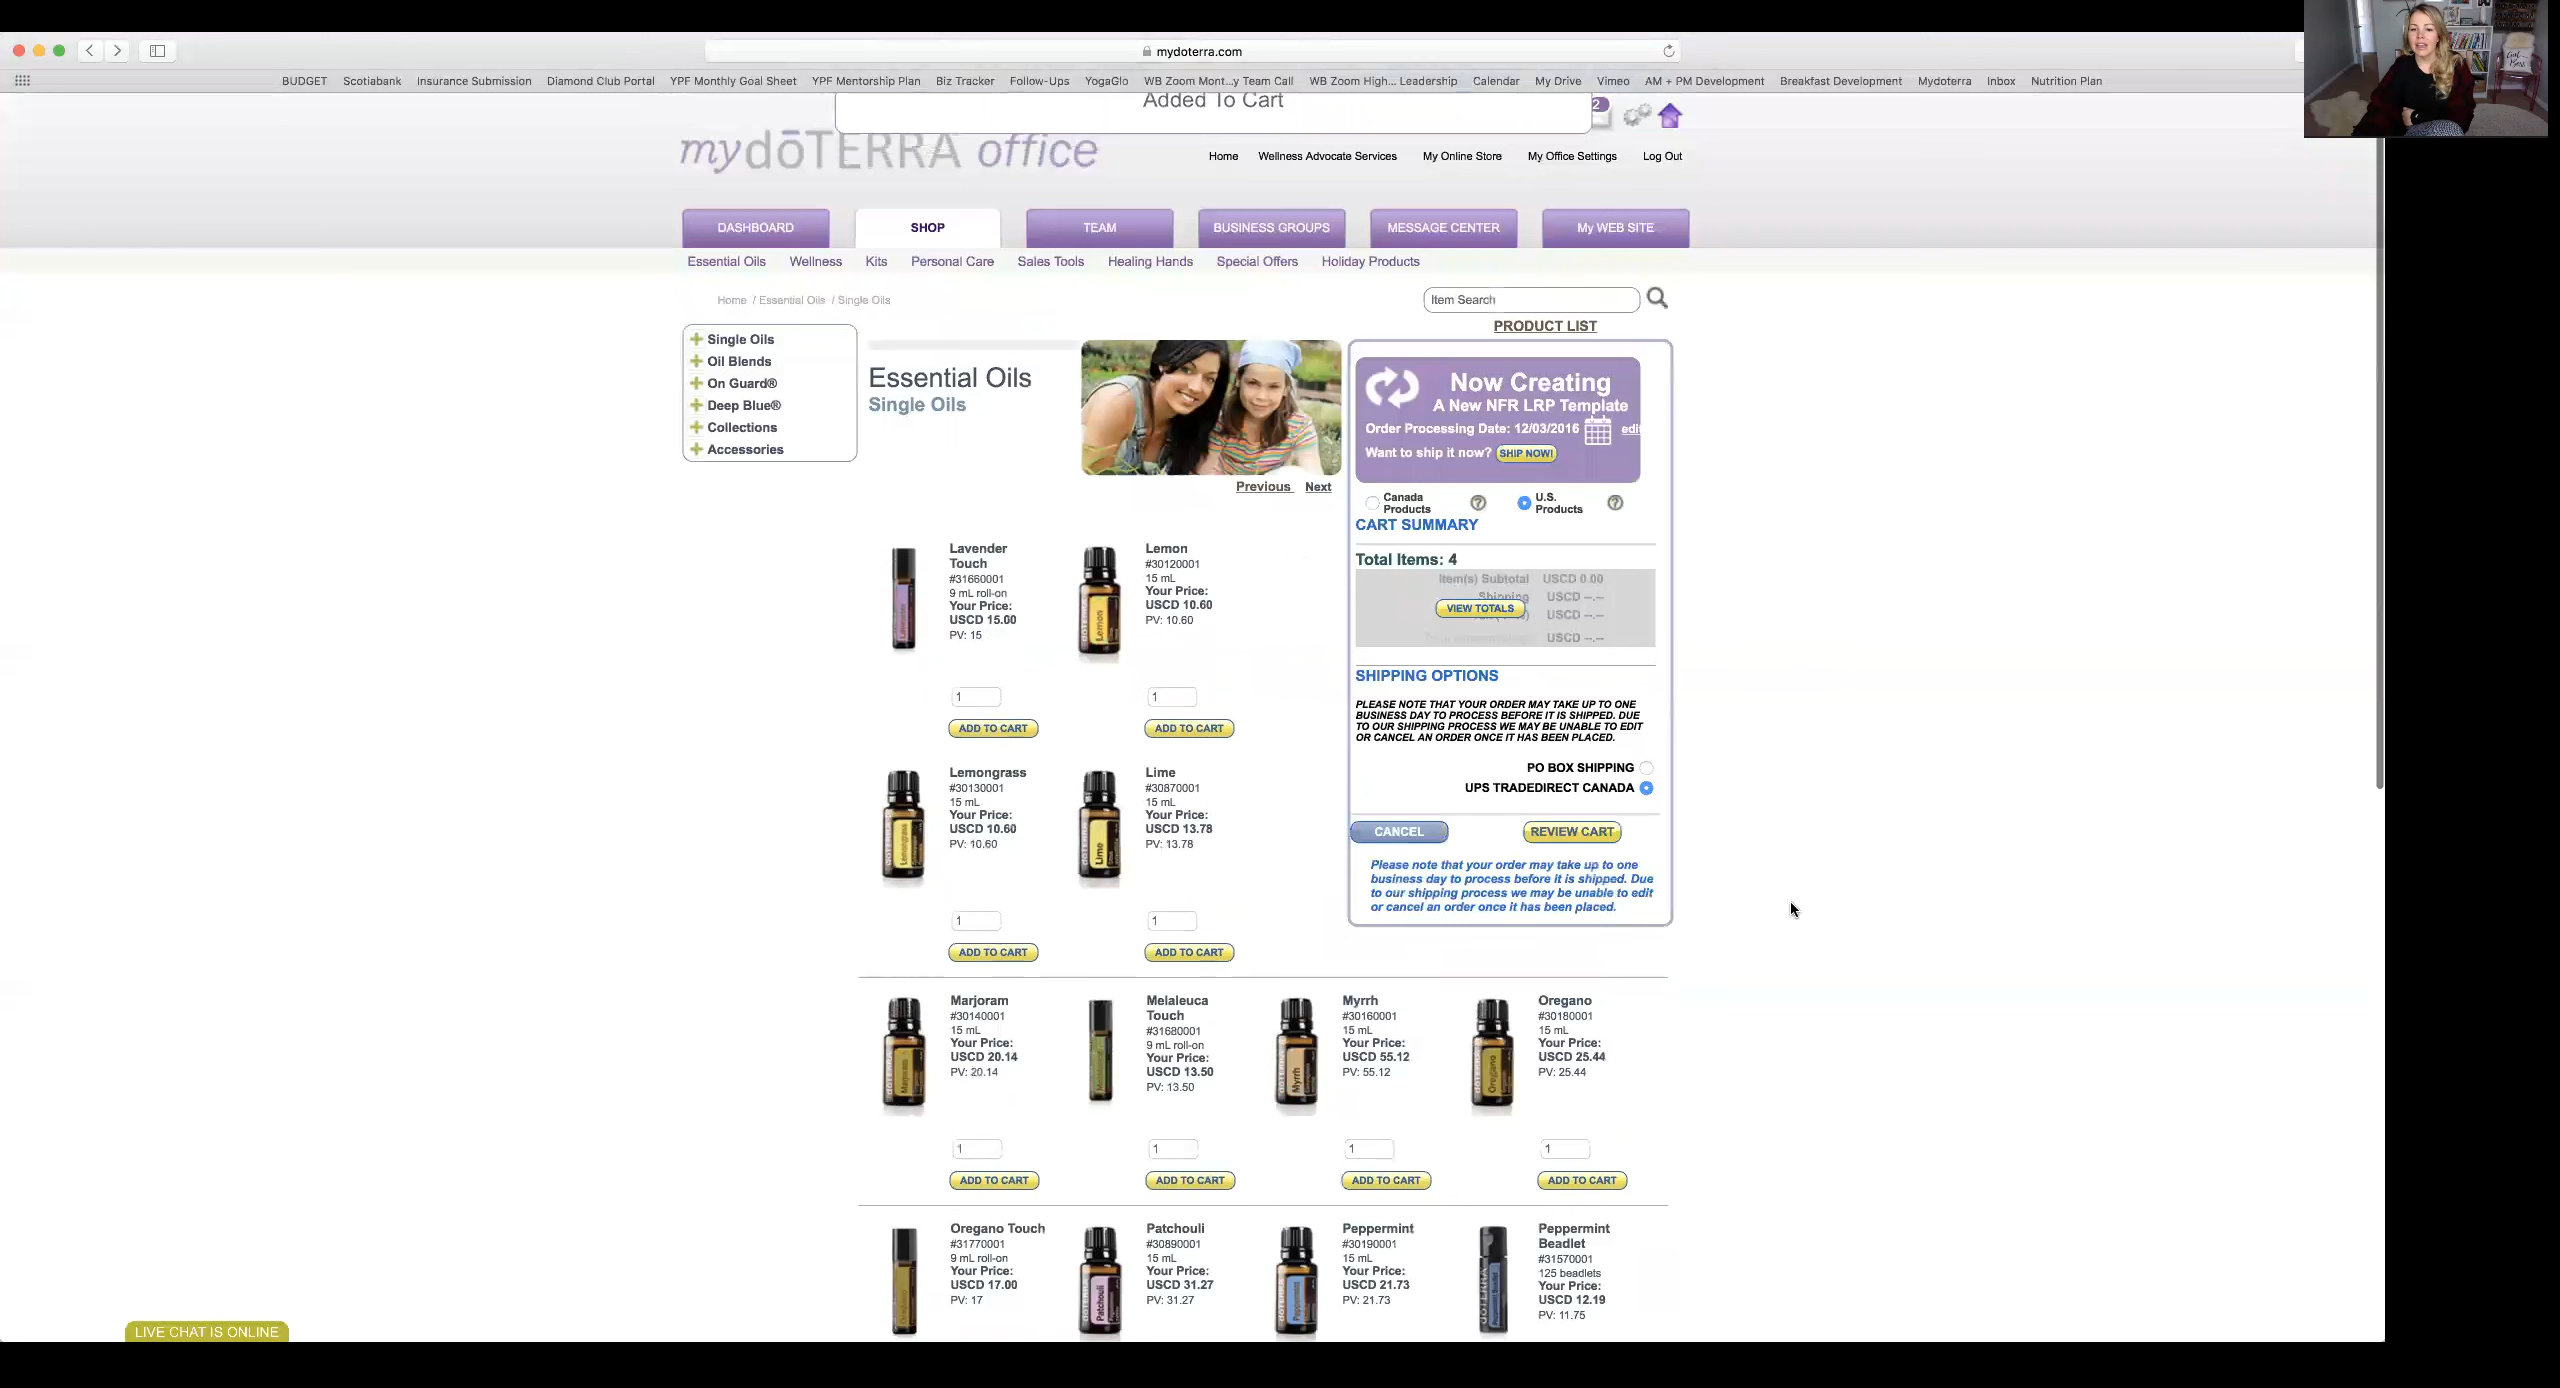 mydoterra.com
BUDGET Scotiabank Insurance Submission Diamond Club Portal YPF Monthly Goal Sheet YPF Mentorship Plan Biz Tracker Follow-Ups YogaGlo WB Zoom Mont...y Team Call WB Zoom High... Leadership Calendar My Drive Vimeo AM + PM Development Breakfast Development Mydoterra Inbox Nutrition Plan
Added To Cart
2
mydōTERRA office
Home Wellness Advocate Services My Online Store My Office Settings Log Out
DASHBOARD SHOP TEAM BUSINESS GROUPS MESSAGE CENTER My WEB SITE
Essential Oils Wellness Kits Personal Care Sales Tools Healing Hands Special Offers Holiday Products
Home / Essential Oils / Single Oils
Item Search
PRODUCT LIST
Single Oils
Oil Blends
On Guard®
Deep Blue®
Collections
Accessories
Essential Oils
Single Oils
Previous Next
Now Creating
A New NFR LRP Template
Order Processing Date: 12/03/2016 edit
Want to ship it now? SHIP NOW!
Canada Products ? U.S. Products ?
CART SUMMARY
Total Items: 4
Item(s) Subtotal USCD 0.00
Shipping USCD --.--
USCD --.--
USCD --.--
VIEW TOTALS
SHIPPING OPTIONS
PLEASE NOTE THAT YOUR ORDER MAY TAKE UP TO ONE
BUSINESS DAY TO PROCESS BEFORE IT IS SHIPPED. DUE
TO OUR SHIPPING PROCESS WE MAY BE UNABLE TO EDIT
OR CANCEL AN ORDER ONCE IT HAS BEEN PLACED.
PO BOX SHIPPING
UPS TRADEDIRECT CANADA
CANCEL REVIEW CART
Please note that your order may take up to one
business day to process before it is shipped. Due
to our shipping process we may be unable to edit
or cancel an order once it has been placed.
Lavender
Touch
#31660001
9 mL roll-on
Your Price:
USCD 15.00
PV: 15
1
ADD TO CART
Lemon
#30120001
15 mL
Your Price:
USCD 10.60
PV: 10.60
1
ADD TO CART
Lemongrass
#30130001
15 mL
Your Price:
USCD 10.60
PV: 10.60
1
ADD TO CART
Lime
#30870001
15 mL
Your Price:
USCD 13.78
PV: 13.78
1
ADD TO CART
Marjoram
#30140001
15 mL
Your Price:
USCD 20.14
PV: 20.14
1
ADD TO CART
Melaleuca
Touch
#31680001
9 mL roll-on
Your Price:
USCD 13.50
PV: 13.50
1
ADD TO CART
Myrrh
#30160001
15 mL
Your Price:
USCD 55.12
PV: 55.12
1
ADD TO CART
Oregano
#30180001
15 mL
Your Price:
USCD 25.44
PV: 25.44
1
ADD TO CART
Oregano Touch
#31770001
9 mL roll-on
Your Price:
USCD 17.00
PV: 17
Patchouli
#30890001
15 mL
Your Price:
USCD 31.27
PV: 31.27
Peppermint
#30190001
15 mL
Your Price:
USCD 21.73
PV: 21.73
Peppermint
Beadlet
#31570001
125 beadlets
Your Price:
USCD 12.19
PV: 11.75
LIVE CHAT IS ONLINE